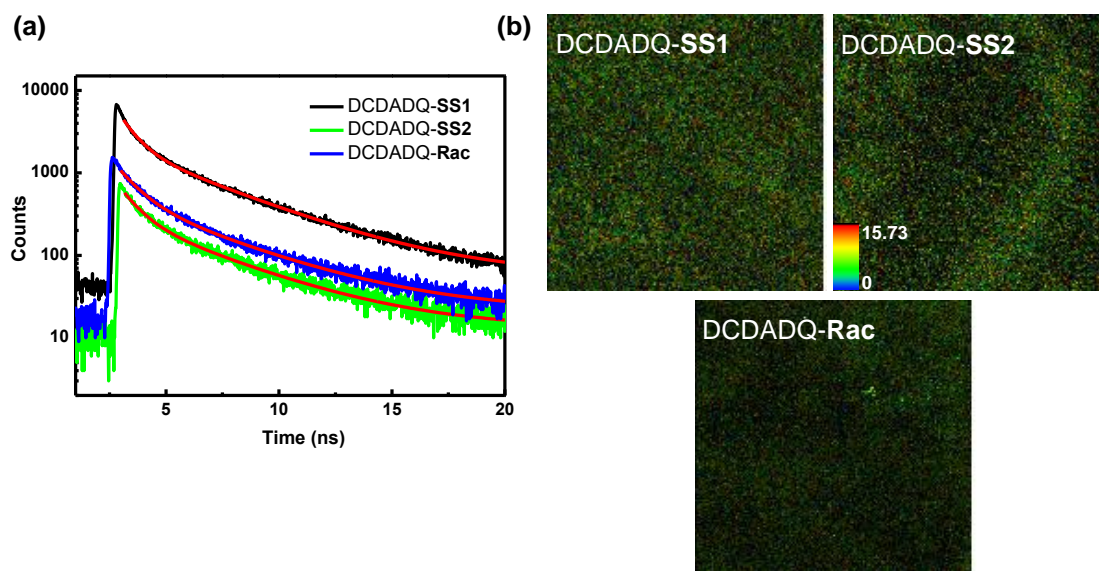 (a)
10000
1000
100
10
Counts
DCDADQ-SS1
DCDADQ-SS2
DCDADQ-Rac
5
10
15
20
Time (ns)
(b)
DCDADQ-SS1
DCDADQ-SS2
15.73
0
DCDADQ-Rac